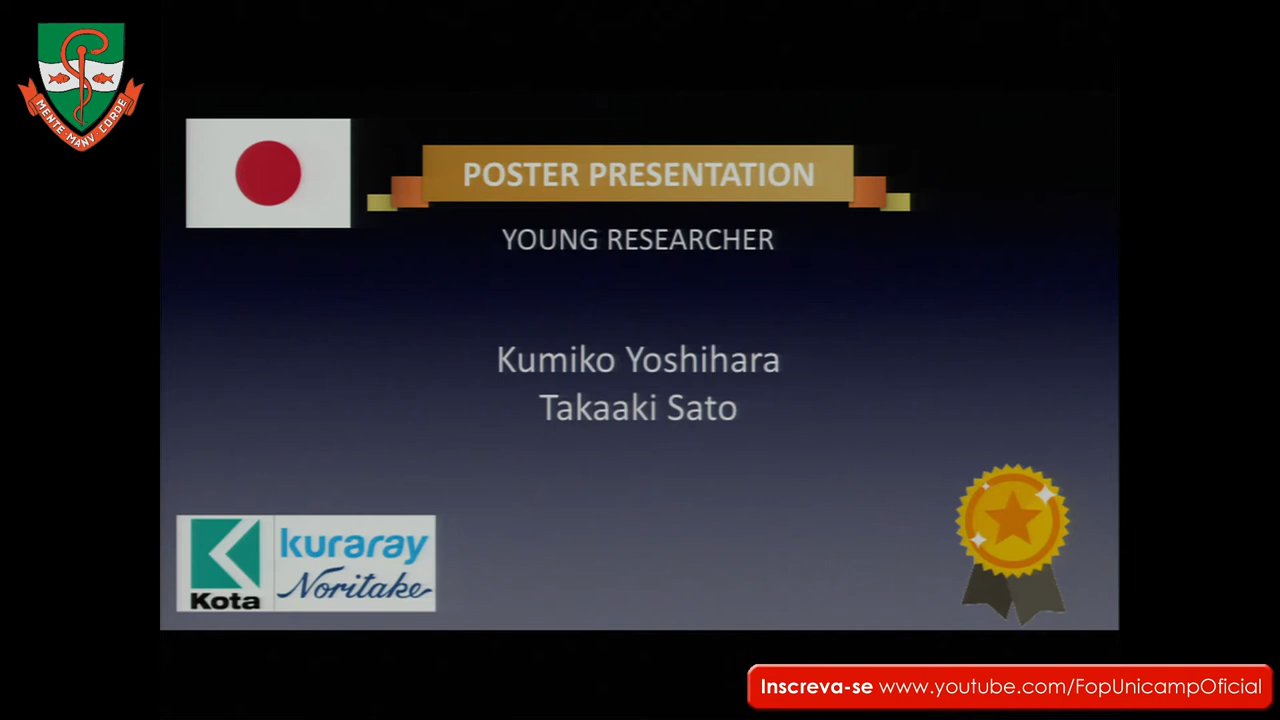 MENTE MANV CORDE
POSTER PRESENTATION
YOUNG RESEARCHER
Kumiko Yoshihara
Takaaki Sato
Kota
kuraray
Noritake
Inscreva-se www.youtube.com/FopUnicampOficial